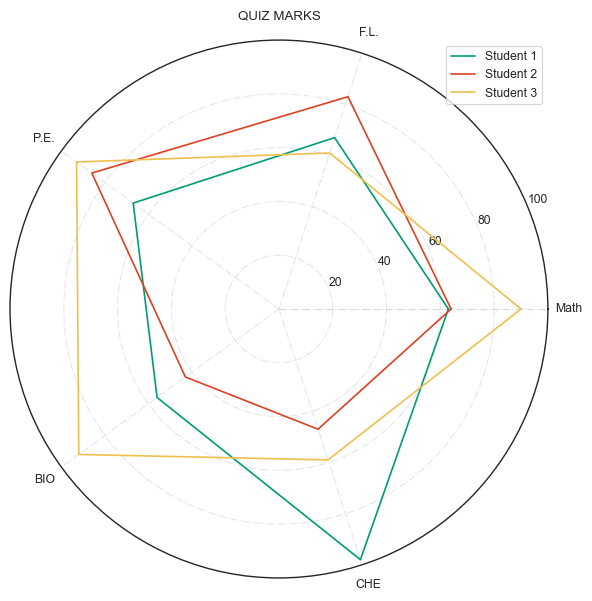 QUIZ MARKS
F.L.
Student 1
Student 2
Student 3
P.E.
100
80
60
40
20
Math
BIO
CHE